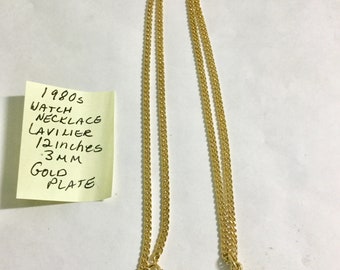 1980s
WATCH
NECKLACE
LAVILIER
12 inches
.3MM
GOLD
PLATE